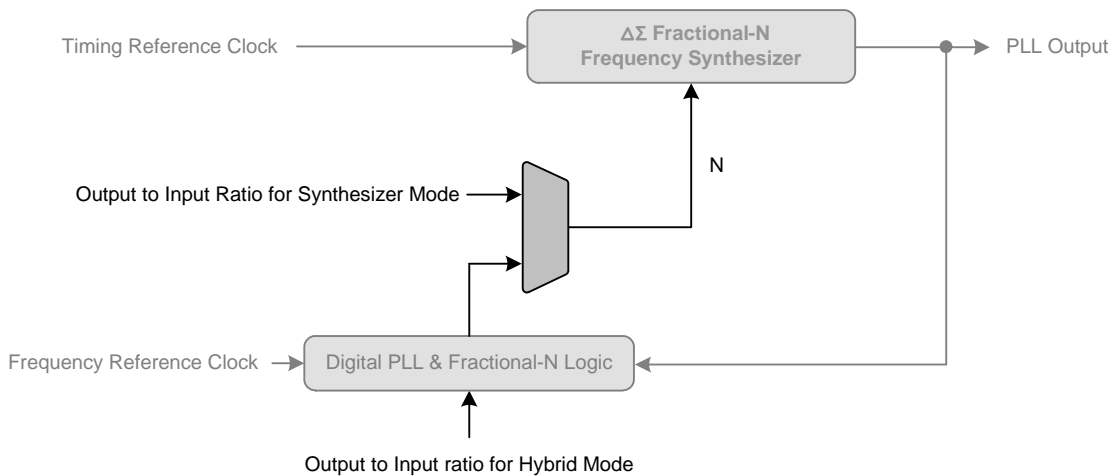 Timing Reference Clock
ΔΣ Fractional-N
Frequency Synthesizer
PLL Output
N
Output to Input Ratio for Synthesizer Mode
Frequency Reference Clock
Digital PLL & Fractional-N Logic
Output to Input ratio for Hybrid Mode